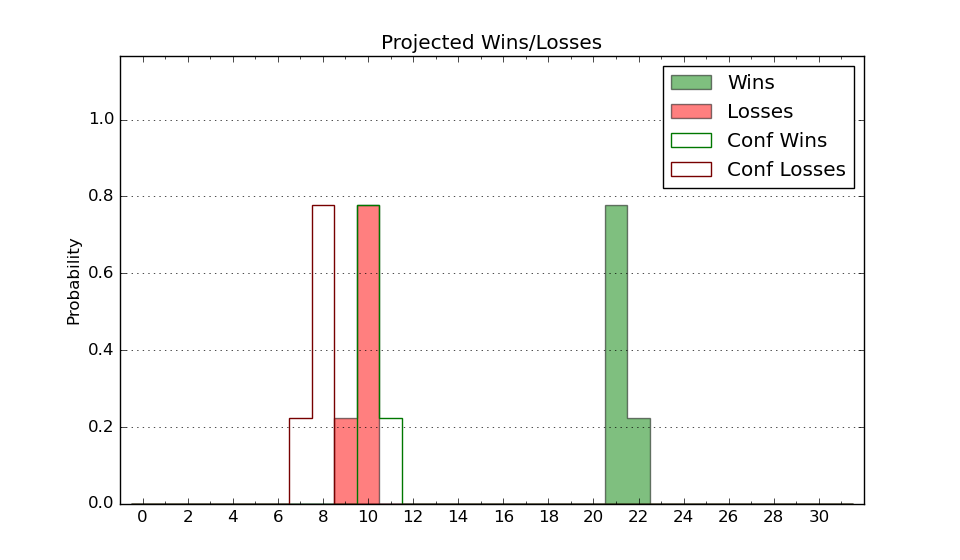 Projected Wins/Losses
Wins
Losses
Conf Wins
Conf Losses
Probability
1.0
0.8
0.6
0.4
0.2
0.0
0 2 4 6 8 10 12 14 16 18 20 22 24 26 28 30